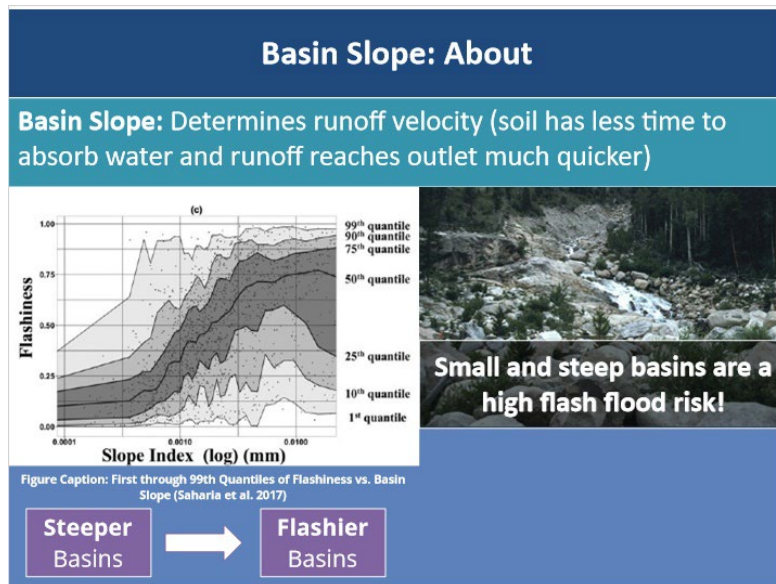 Basin Slope: About
Basin Slope: Determines runoff velocity (soil has less time to
absorb water and runoff reaches outlet much quicker)
(c)
1.00
0.75
0.50
0.25
0.00
Flashiness
99th quantile
90th quantile
75th quantile
50th quantile
25th quantile
10th quantile
1st quantile
0.0001
0.0010
0.0100
Slope Index (log) (mm)
Small and steep basins are a
high flash flood risk!
Figure Caption: First through 99th Quantiles of Flashiness vs. Basin
Slope (Saharia et al. 2017)
Steeper
Basins
Flashier
Basins